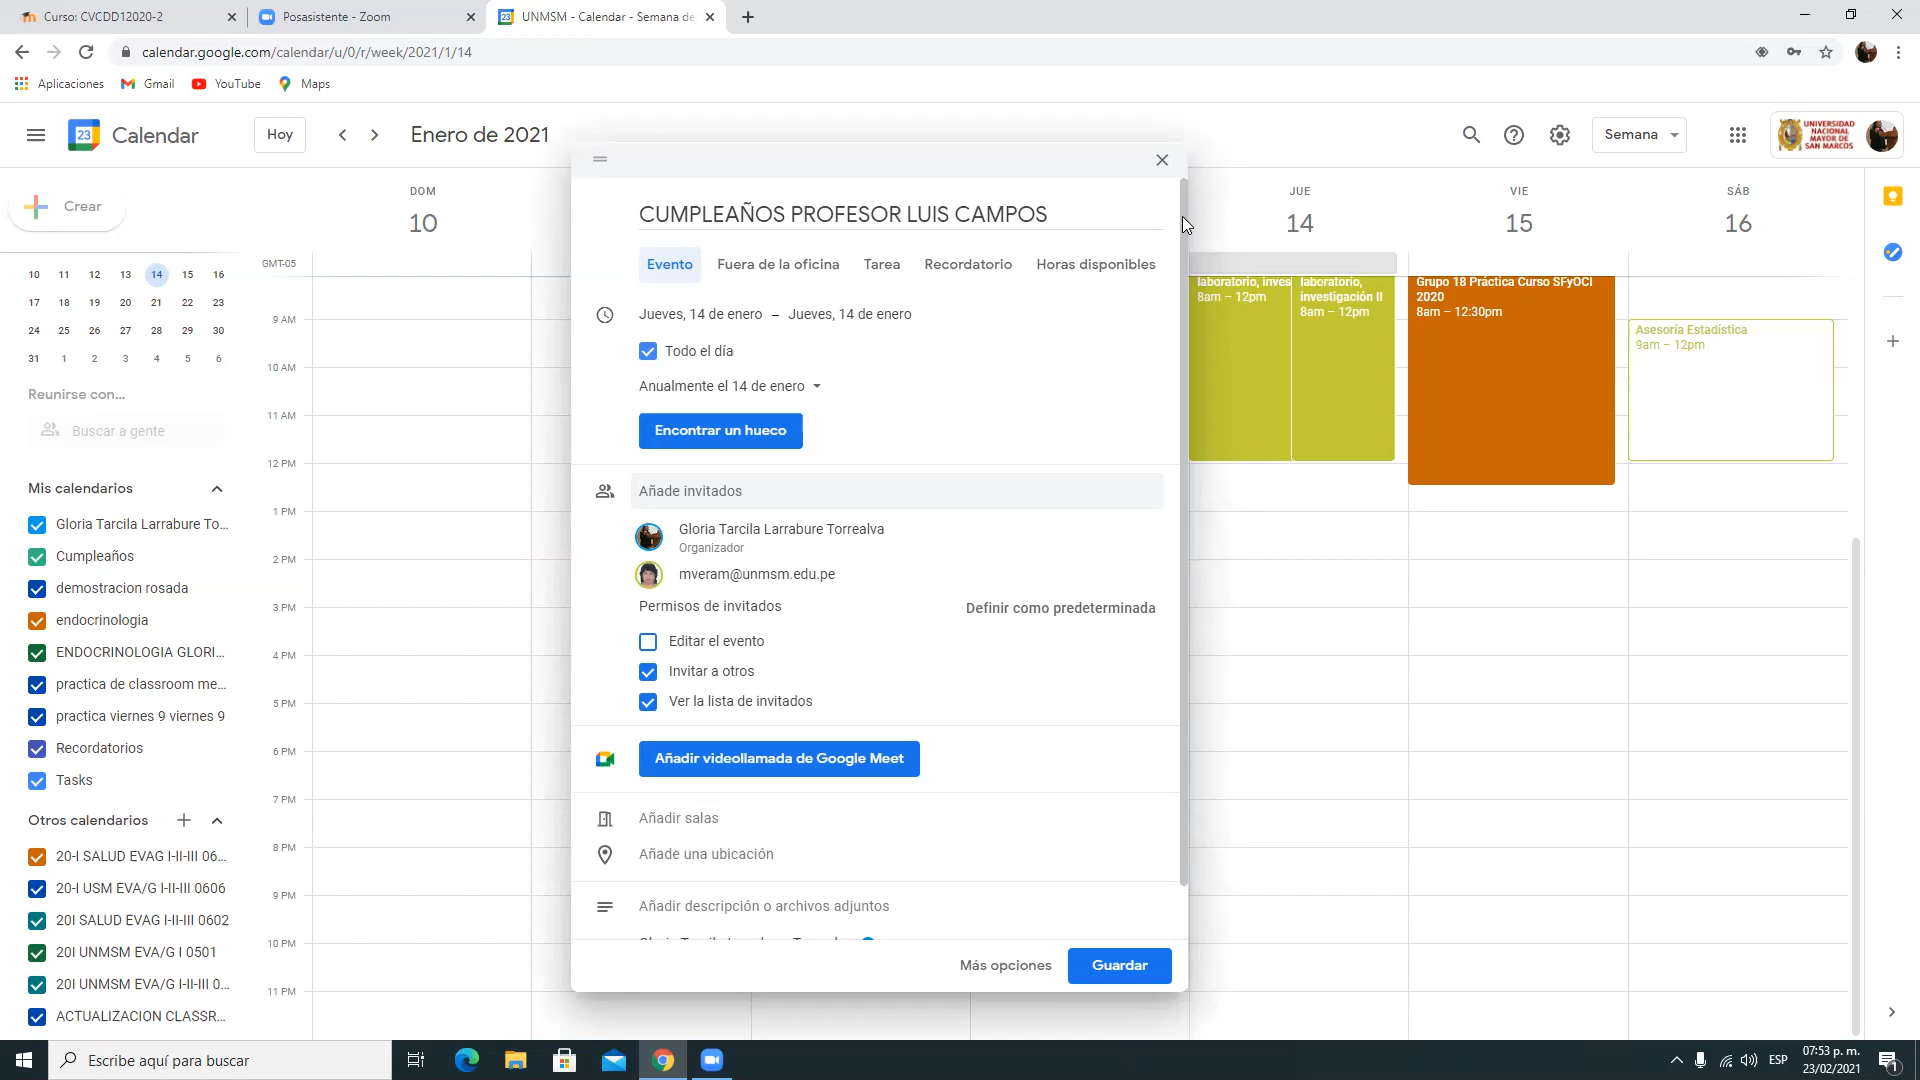 Curso: CVCDD12020-2
Posasistente - Zoom
UNMSM - Calendar - Semana de
calendar.google.com/calendar/u/0/r/week/2021/1/14
Aplicaciones
Gmail
YouTube
Maps
23
Calendar
Hoy
Enero de 2021
Semana
UNIVERSIDAD
NACIONAL
MAYOR DE
SAN MARCOS
Crear
DOM
10
JUE
14
VIE
15
SÁB
16
GMT-05
10 11 12 13 14 15 16
17 18 19 20 21 22 23
24 25 26 27 28 29 30
31 1 2 3 4 5 6
Reunirse con...
Buscar a gente
Mis calendarios
Gloria Tarcila Larrabure To...
Cumpleaños
demostracion rosada
endocrinologia
ENDOCRINOLOGIA GLORI...
practica de classroom me...
practica viernes 9 viernes 9
Recordatorios
Tasks
Otros calendarios
20-I SALUD EVAG I-II-III 06...
20-I USM EVA/G I-II-III 0606
20I SALUD EVAG I-II-III 0602
20I UNMSM EVA/G I 0501
20I UNMSM EVA/G I-II-III 0...
ACTUALIZACION CLASSR...
9 AM
10 AM
11 AM
12 PM
1 PM
2 PM
3 PM
4 PM
5 PM
6 PM
7 PM
8 PM
9 PM
10 PM
11 PM
CUMPLEAÑOS PROFESOR LUIS CAMPOS
Evento
Fuera de la oficina
Tarea
Recordatorio
Horas disponibles
Jueves, 14 de enero – Jueves, 14 de enero
Todo el día
Anualmente el 14 de enero
Encontrar un hueco
Añade invitados
Gloria Tarcila Larrabure Torrealva
Organizador
mveram@unmsm.edu.pe
Permisos de invitados
Definir como predeterminada
Editar el evento
Invitar a otros
Ver la lista de invitados
Añadir videollamada de Google Meet
Añadir salas
Añade una ubicación
Añadir descripción o archivos adjuntos
Más opciones
Guardar
laboratorio, inves
8am – 12pm
laboratorio,
investigación II
8am – 12pm
Grupo 18 Práctica Curso SFyOCI
2020
8am – 12:30pm
Asesoría Estadística
9am – 12pm
Escribe aquí para buscar
ESP
07:53 p. m.
23/02/2021
1